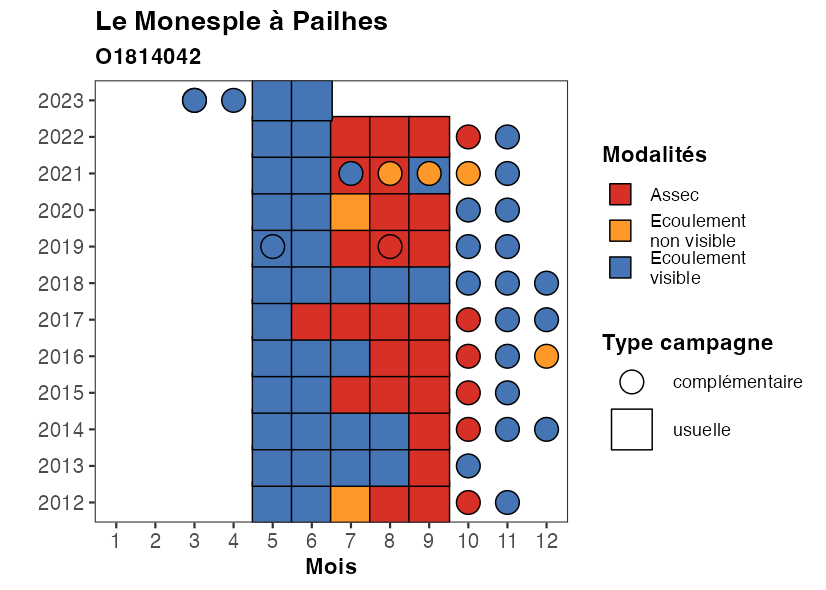 Le Monesple à Pailhes
O1814042
2023
2022
2021
2020
2019
2018
2017
2016
2015
2014
2013
2012
1 2 3 4 5 6 7 8 9 10 11 12
Mois
Modalités
Assec
Ecoulement
non visible
Ecoulement
visible
Type campagne
complémentaire
usuelle